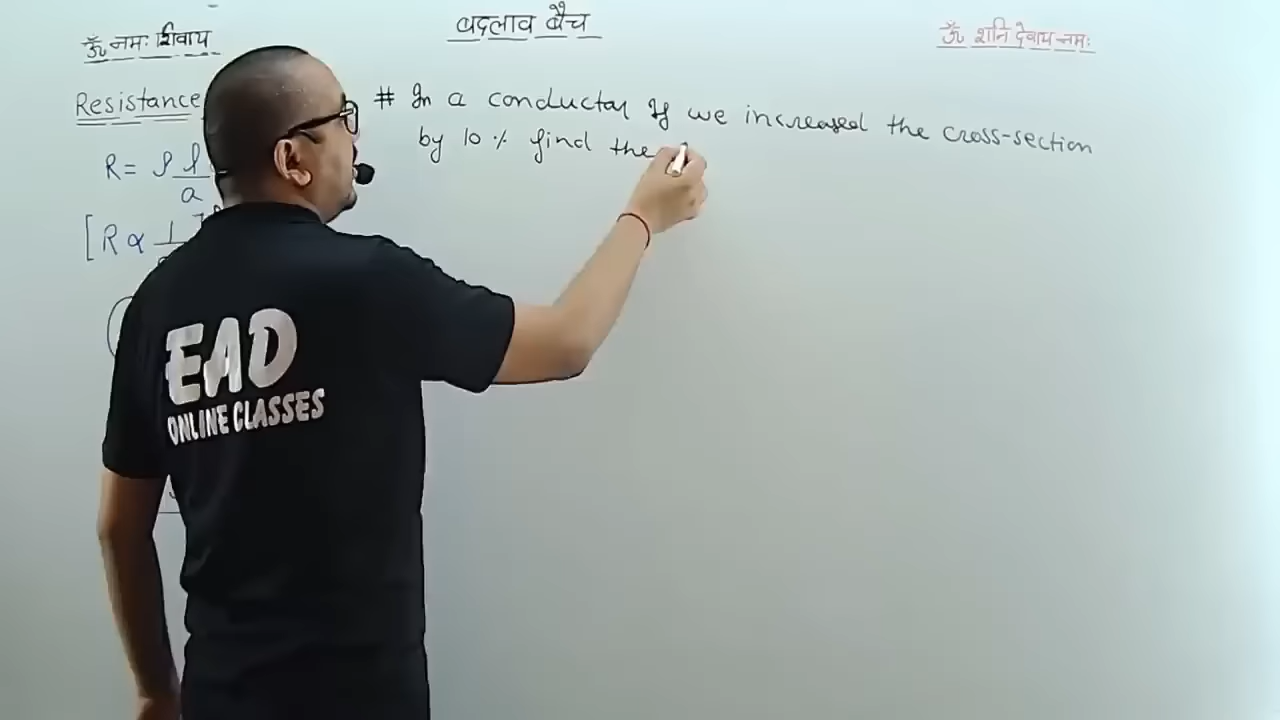 ॐ नमः शिवाय
बदलाव बैच
ॐ शनि देवाय नमः
Resistance
R = ρ l
a
[R ∝ 1
# In a conductor If we increased the cross-section
by 10 % find the
EAD
ONLINE CLASSES